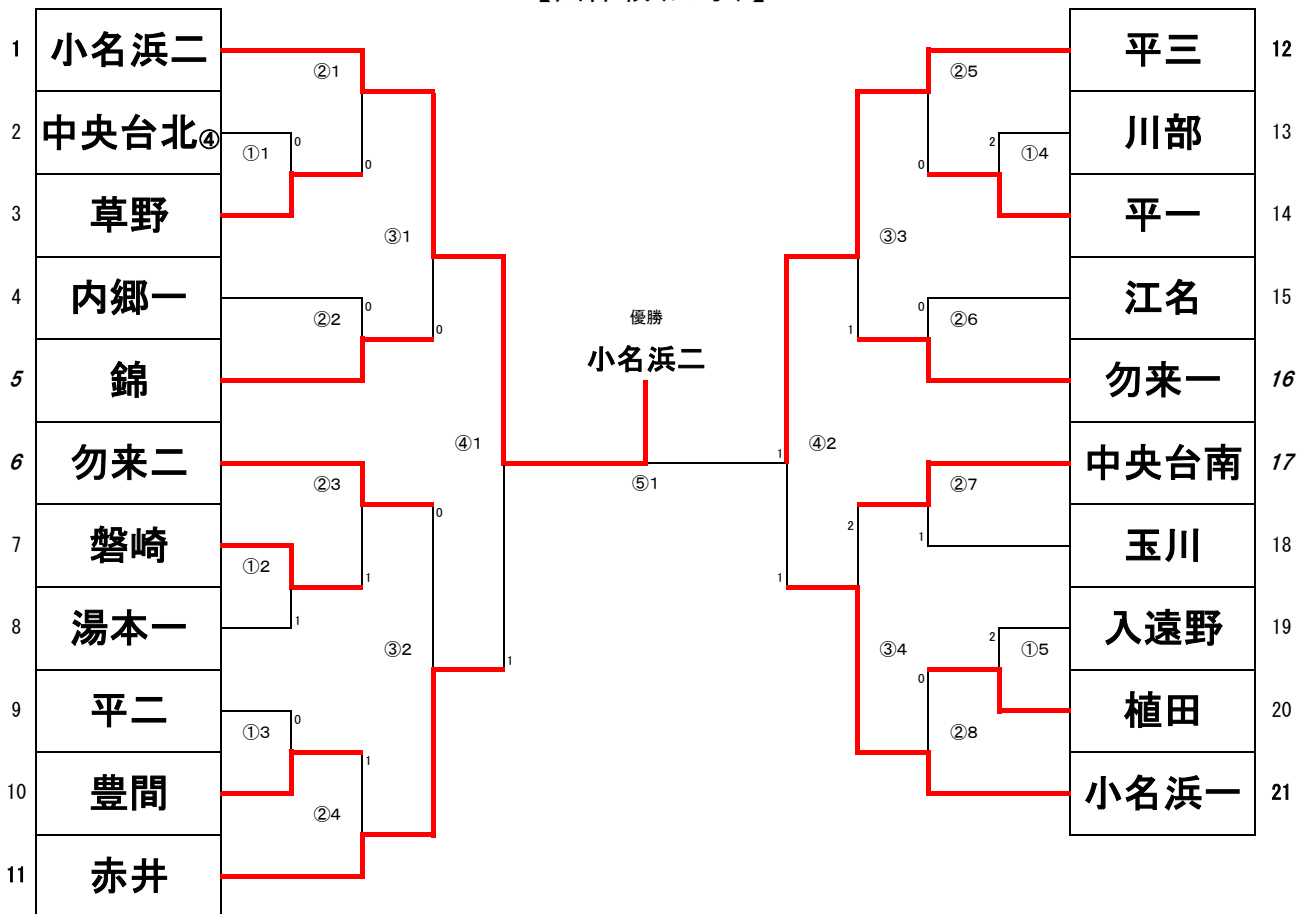 1 小名浜二
2 中央台北④
3 草野
4 内郷一
5 錦
6 勿来二
7 磐崎
8 湯本一
9 平二
10 豊間
11 赤井
②1
①1
0
0
③1
②2
0
0
②3
0
①2
1
1
③2
①3
0
1
②4
④1
1
優勝
小名浜二
⑤1
1
④2
1
②5
2
①4
0
③3
1
0
②6
②7
2
1
③4
2
①5
0
②8
平三 12
川部 13
平一 14
江名 15
勿来一 16
中央台南 17
玉川 18
入遠野 19
植田 20
小名浜一 21